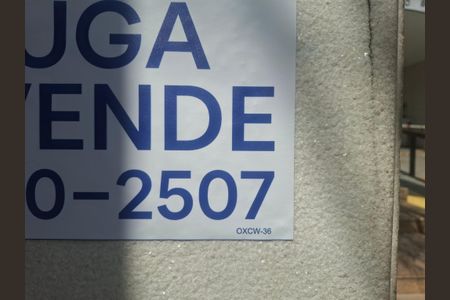 UGA
VENDE
0-2507
OXCW-36